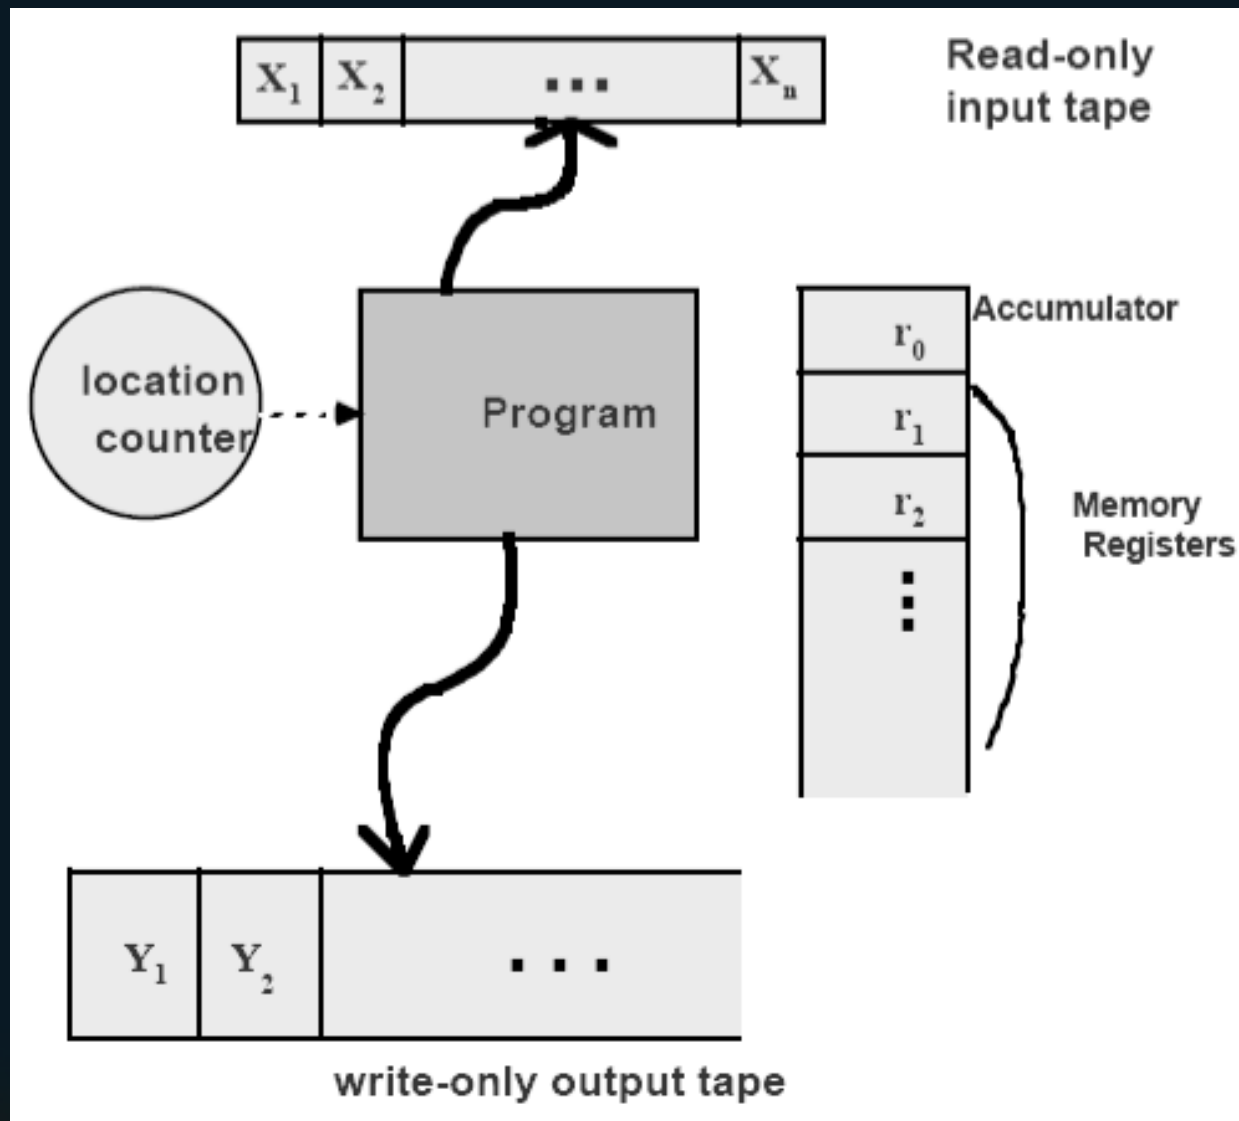 X₁ X₂ ... Xₙ
Read-only
input tape
location
counter
Program
r₀
Accumulator
r₁
r₂
⋮
Memory
Registers
Y₁ Y₂ ...
write-only output tape